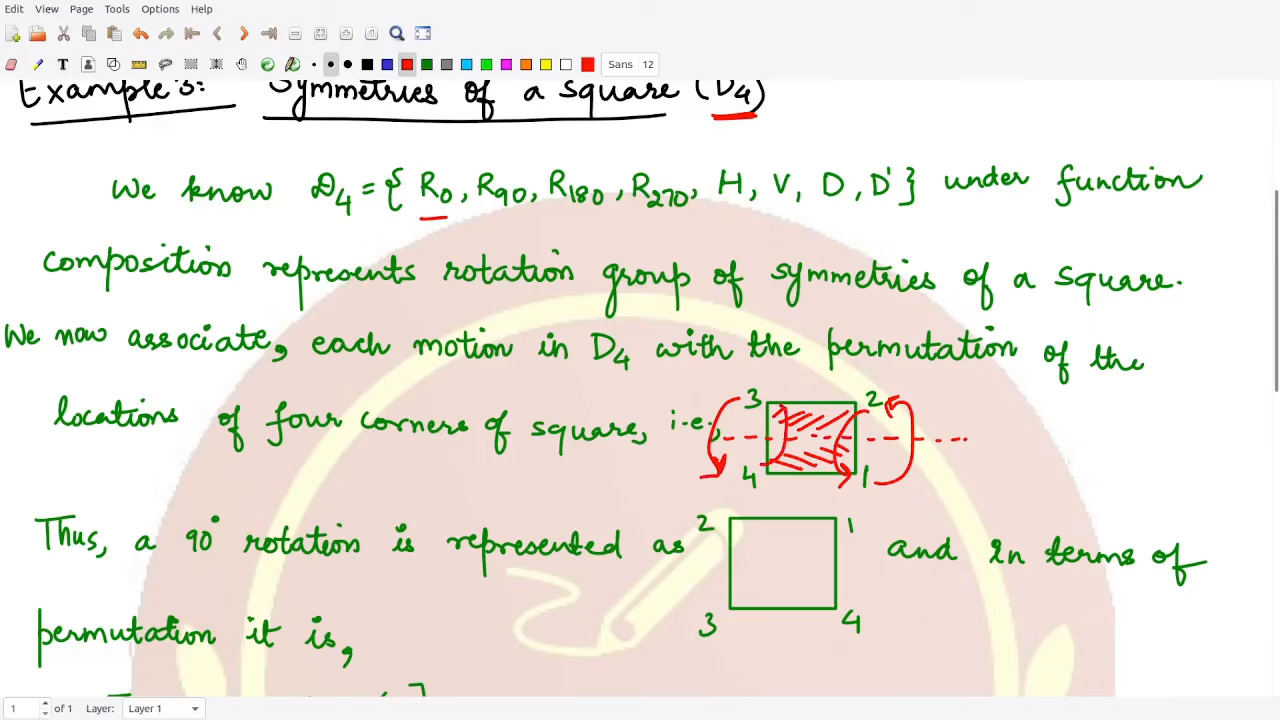 Edit View Page Tools Options Help
Sans 12
Example 3: Symmetries of a square (D4)
We know D4 = { R0, R90, R180, R270, H, V, D, D' } under function
composition represents rotation group of symmetries of a square.
We now associate, each motion in D4 with the permutation of the
locations of four corners of square, i.e.,
3 2
4 1
Thus, a 90° rotation is represented as
2 1
3 4
and in terms of
permutation it is,
1 of 1 Layer: Layer 1